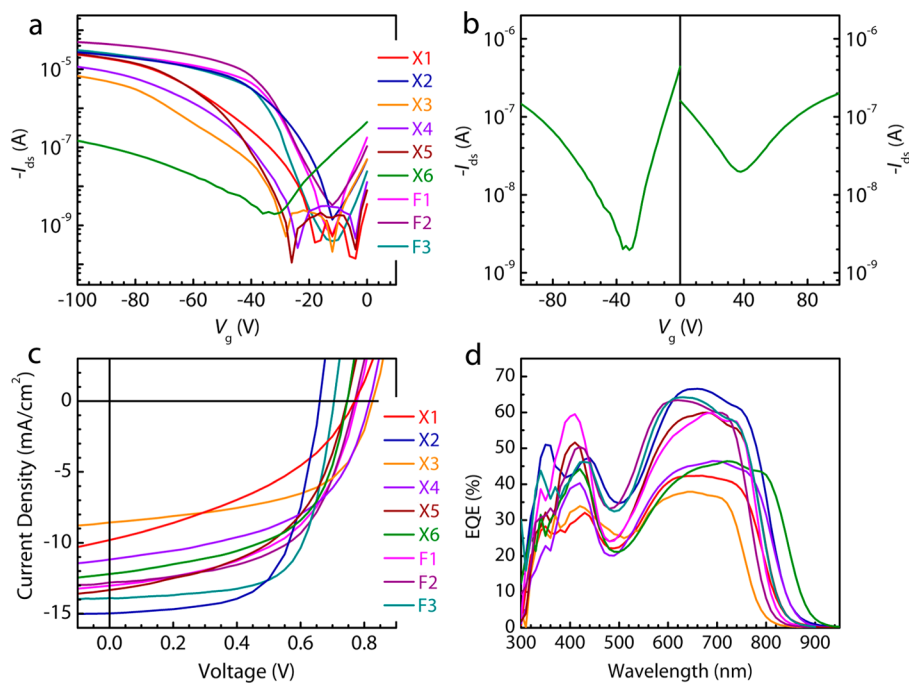 a
b
10⁻⁵
10⁻⁷
10⁻⁹
-I_ds (A)
-100 -80 -60 -40 -20 0
V_g (V)
X1
X2
X3
X4
X5
X6
F1
F2
F3
10⁻⁶
10⁻⁷
10⁻⁸
10⁻⁹
-I_ds (A)
-80 -40 0 40 80
V_g (V)
10⁻⁶
10⁻⁷
10⁻⁸
10⁻⁹
-I_ds (A)
c
d
0
-5
-10
-15
Current Density (mA/cm²)
0.0 0.2 0.4 0.6 0.8
Voltage (V)
X1
X2
X3
X4
X5
X6
F1
F2
F3
70
60
50
40
30
20
10
0
EQE (%)
300 400 500 600 700 800 900
Wavelength (nm)